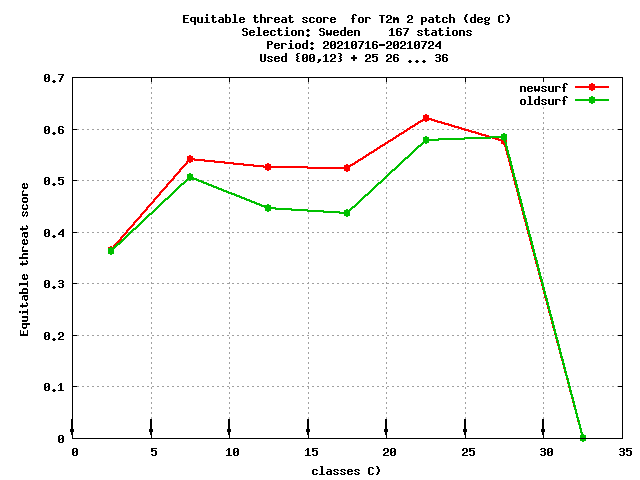 Equitable threat score  for T2m 2 patch (deg C)
Selection: Sweden    167 stations
Period: 20210716-20210724
Used {00,12} + 25 26 ... 36
newsurf
oldsurf
0.7
0.6
0.5
0.4
0.3
0.2
0.1
0
Equitable threat score
0 5 10 15 20 25 30 35
classes C)